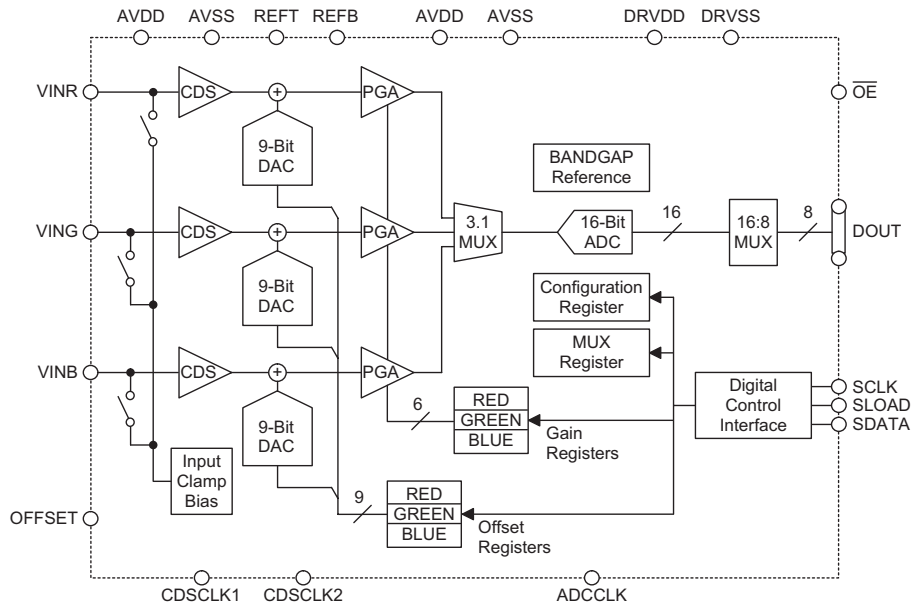 AVDD AVSS REFT REFB AVDD AVSS DRVDD DRVSS
VINR
CDS
+
PGA
OE
9-Bit
DAC
BANDGAP
Reference
VING
CDS
+
PGA
3.1
MUX
16-Bit
ADC
16
16:8
MUX
8
DOUT
9-Bit
DAC
Configuration
Register
MUX
Register
VINB
CDS
+
PGA
Digital
Control
Interface
SCLK
SLOAD
SDATA
9-Bit
DAC
6
RED
GREEN
BLUE
Gain
Registers
Input
Clamp
Bias
9
RED
GREEN
BLUE
Offset
Registers
OFFSET
CDSCLK1 CDSCLK2 ADCCLK